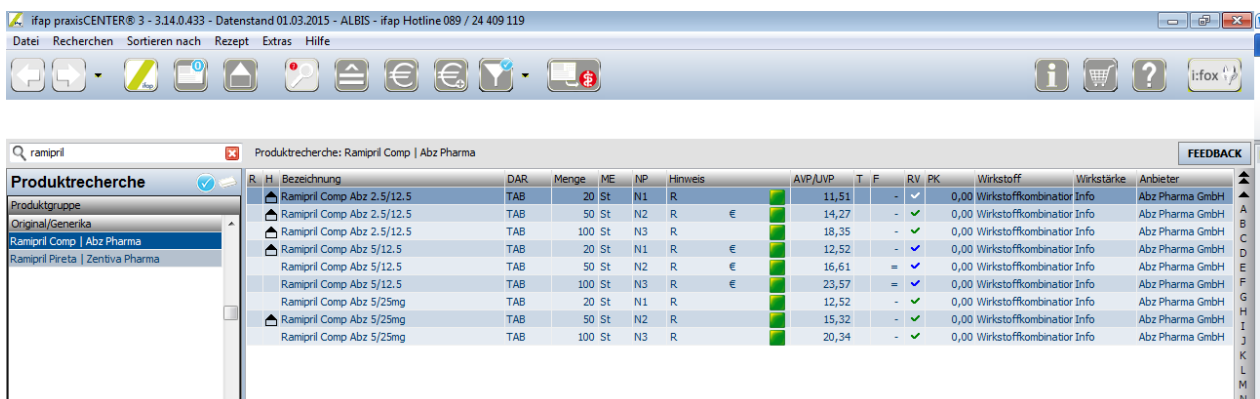 ifap praxisCENTER® 3 - 3.14.0.433 - Datenstand 01.03.2015 - ALBIS - ifap Hotline 089 / 24 409 119
Datei Recherchen Sortieren nach Rezept Extras Hilfe
ifap
i:fox
ramipril
Produktrecherche: Ramipril Comp | Abz Pharma
FEEDBACK
Produktrecherche
Produktgruppe
Original/Generika
Ramipril Comp | Abz Pharma
Ramipril Pireta | Zentiva Pharma
R H Bezeichnung DAR Menge ME NP Hinweis AVP/UVP T F RV PK Wirkstoff Wirkstärke Anbieter
Ramipril Comp Abz 2.5/12.5 TAB 20 St N1 R 11,51 - 0,00 Wirkstoffkombination Info Abz Pharma GmbH
Ramipril Comp Abz 2.5/12.5 TAB 50 St N2 R € 14,27 - 0,00 Wirkstoffkombination Info Abz Pharma GmbH
Ramipril Comp Abz 2.5/12.5 TAB 100 St N3 R 18,35 - 0,00 Wirkstoffkombination Info Abz Pharma GmbH
Ramipril Comp Abz 5/12.5 TAB 20 St N1 R € 12,52 - 0,00 Wirkstoffkombination Info Abz Pharma GmbH
Ramipril Comp Abz 5/12.5 TAB 50 St N2 R € 16,61 = 0,00 Wirkstoffkombination Info Abz Pharma GmbH
Ramipril Comp Abz 5/12.5 TAB 100 St N3 R € 23,57 = 0,00 Wirkstoffkombination Info Abz Pharma GmbH
Ramipril Comp Abz 5/25mg TAB 20 St N1 R 12,52 - 0,00 Wirkstoffkombination Info Abz Pharma GmbH
Ramipril Comp Abz 5/25mg TAB 50 St N2 R 15,32 - 0,00 Wirkstoffkombination Info Abz Pharma GmbH
Ramipril Comp Abz 5/25mg TAB 100 St N3 R 20,34 - 0,00 Wirkstoffkombination Info Abz Pharma GmbH
A
B
C
D
E
F
G
H
I
J
K
L
M
N